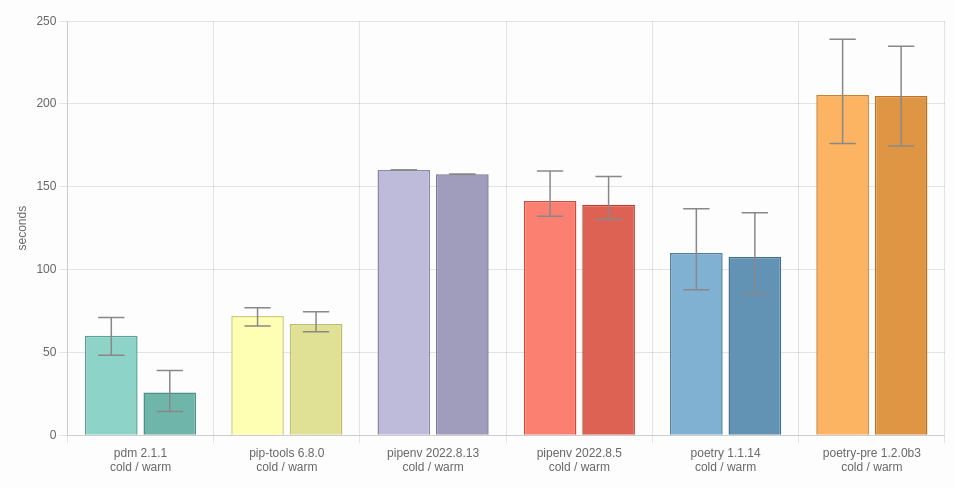 250
200
150
100
50
0
seconds
pdm 2.1.1
cold / warm
pip-tools 6.8.0
cold / warm
pipenv 2022.8.13
cold / warm
pipenv 2022.8.5
cold / warm
poetry 1.1.14
cold / warm
poetry-pre 1.2.0b3
cold / warm